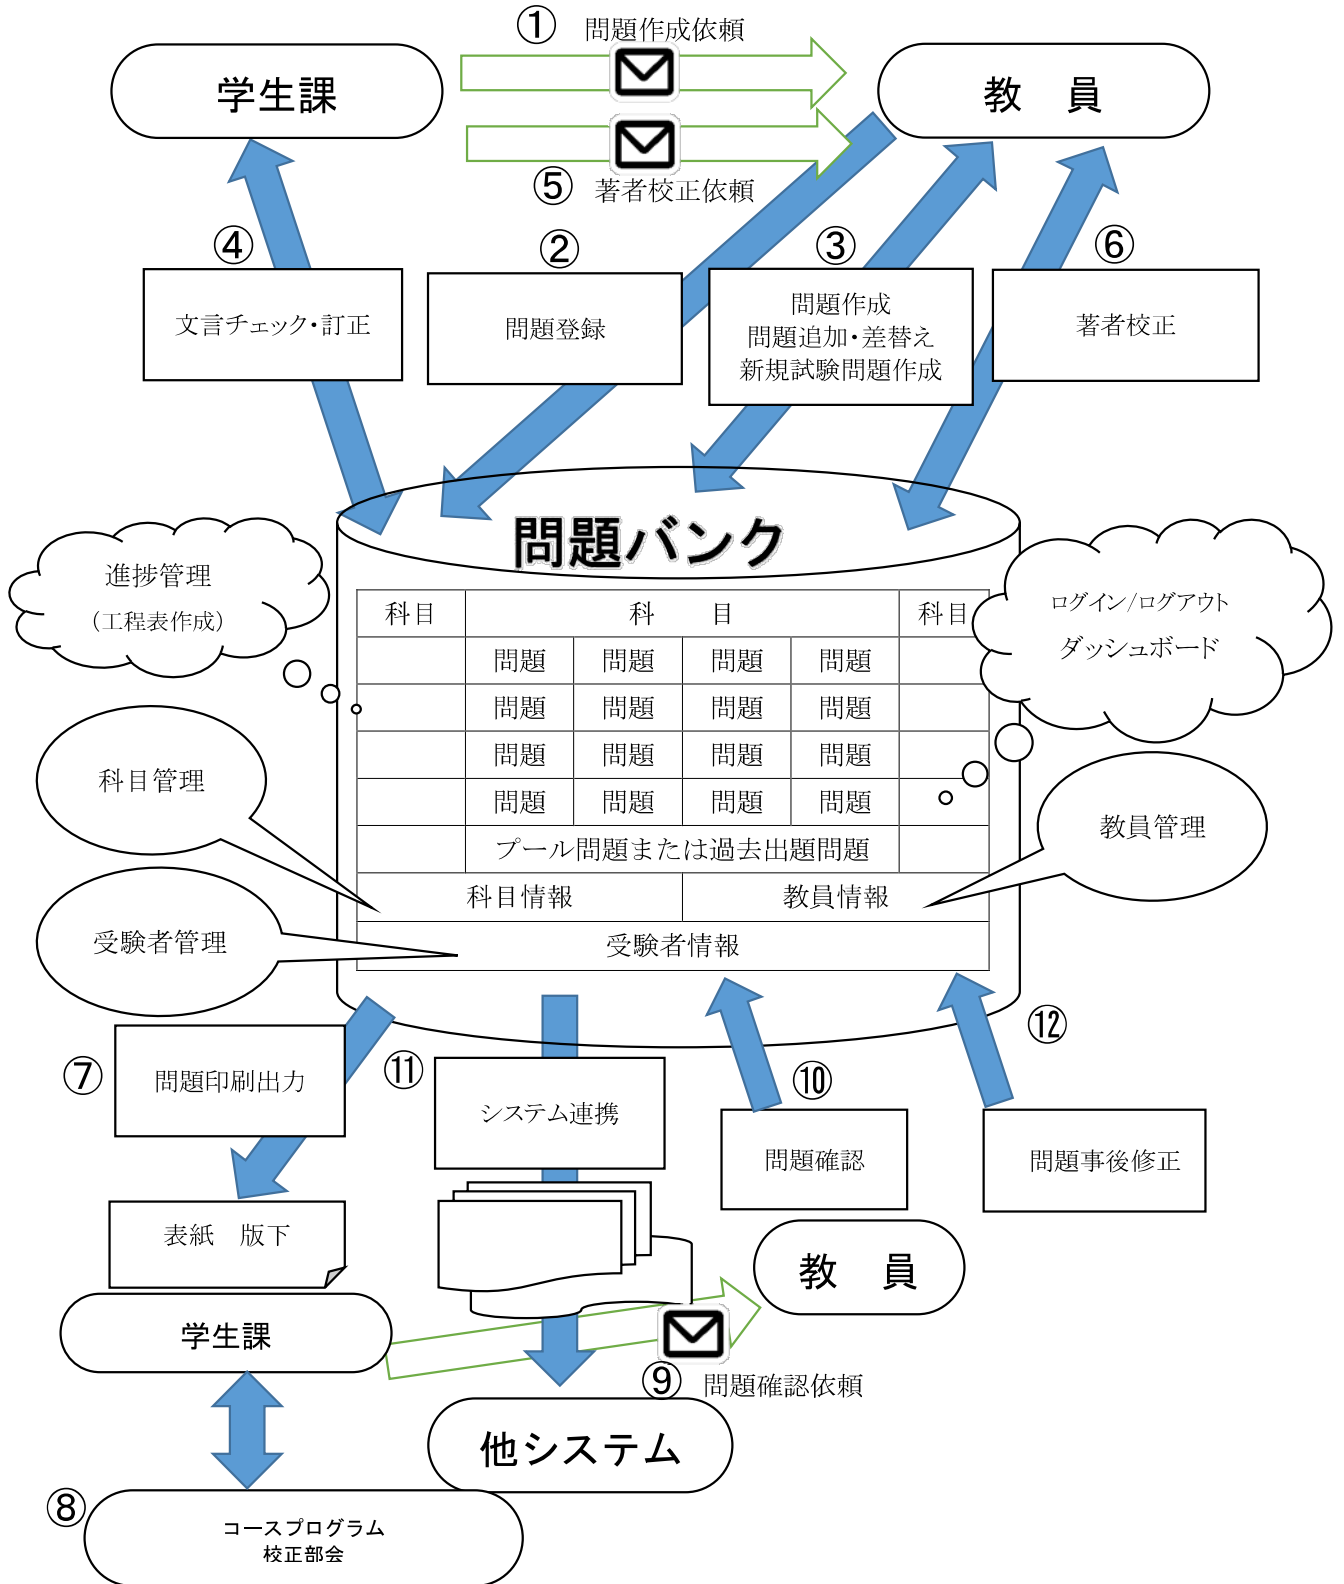 ① 問題作成依頼
学生課
教　員
⑤ 著者校正依頼
④
②
③
⑥
文言チェック・訂正
問題登録
問題作成
問題追加・差替え
新規試験問題作成
著者校正
問題バンク
進捗管理
（工程表作成）
ログイン/ログアウト
ダッシュボード
科目 科　　目 科目
問題 問題 問題 問題
問題 問題 問題 問題
問題 問題 問題 問題
問題 問題 問題 問題
プール問題または過去出題問題
科目情報 教員情報
受験者情報
科目管理
教員管理
受験者管理
⑦
問題印刷出力
⑪
システム連携
⑩
問題確認
⑫
問題事後修正
表紙　版下
教　員
学生課
⑨ 問題確認依頼
他システム
⑧
コースプログラム
校正部会